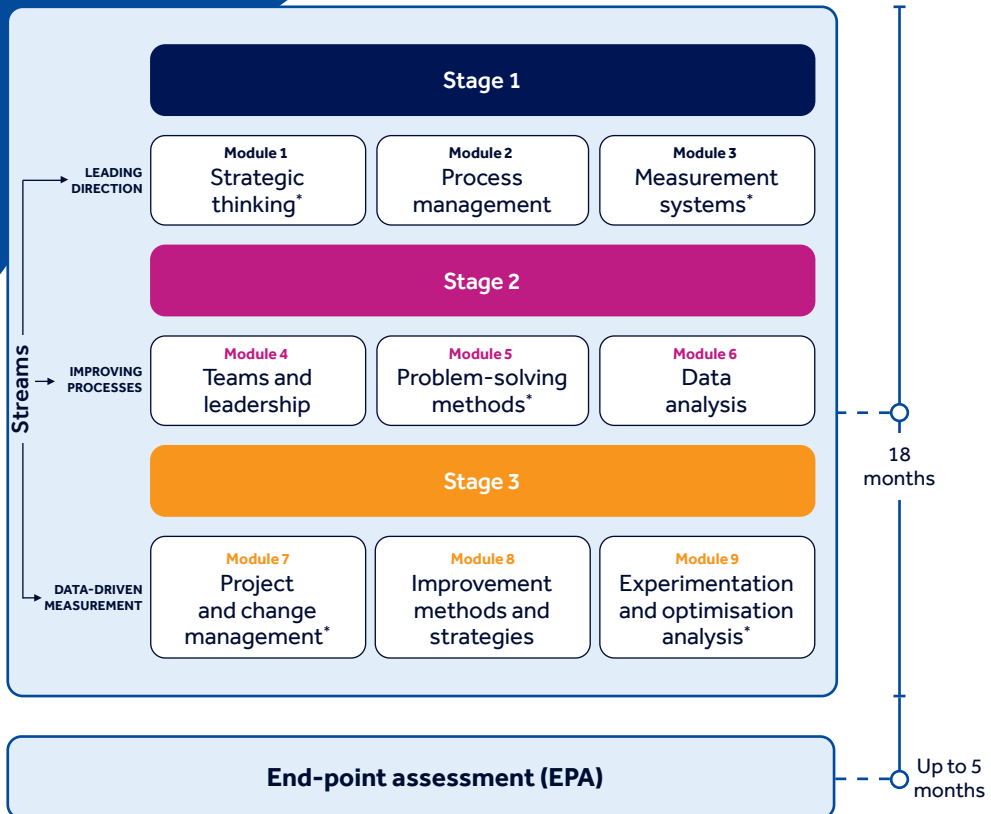 Stage 1
Streams
LEADING
DIRECTION
Module 1
Strategic
thinking*
Module 2
Process
management
Module 3
Measurement
systems*
Stage 2
IMPROVING
PROCESSES
Module 4
Teams and
leadership
Module 5
Problem-solving
methods*
Module 6
Data
analysis
Stage 3
DATA-DRIVEN
MEASUREMENT
Module 7
Project
and change
management*
Module 8
Improvement
methods and
strategies
Module 9
Experimentation
and optimisation
analysis*
18
months
End-point assessment (EPA)
Up to 5
months